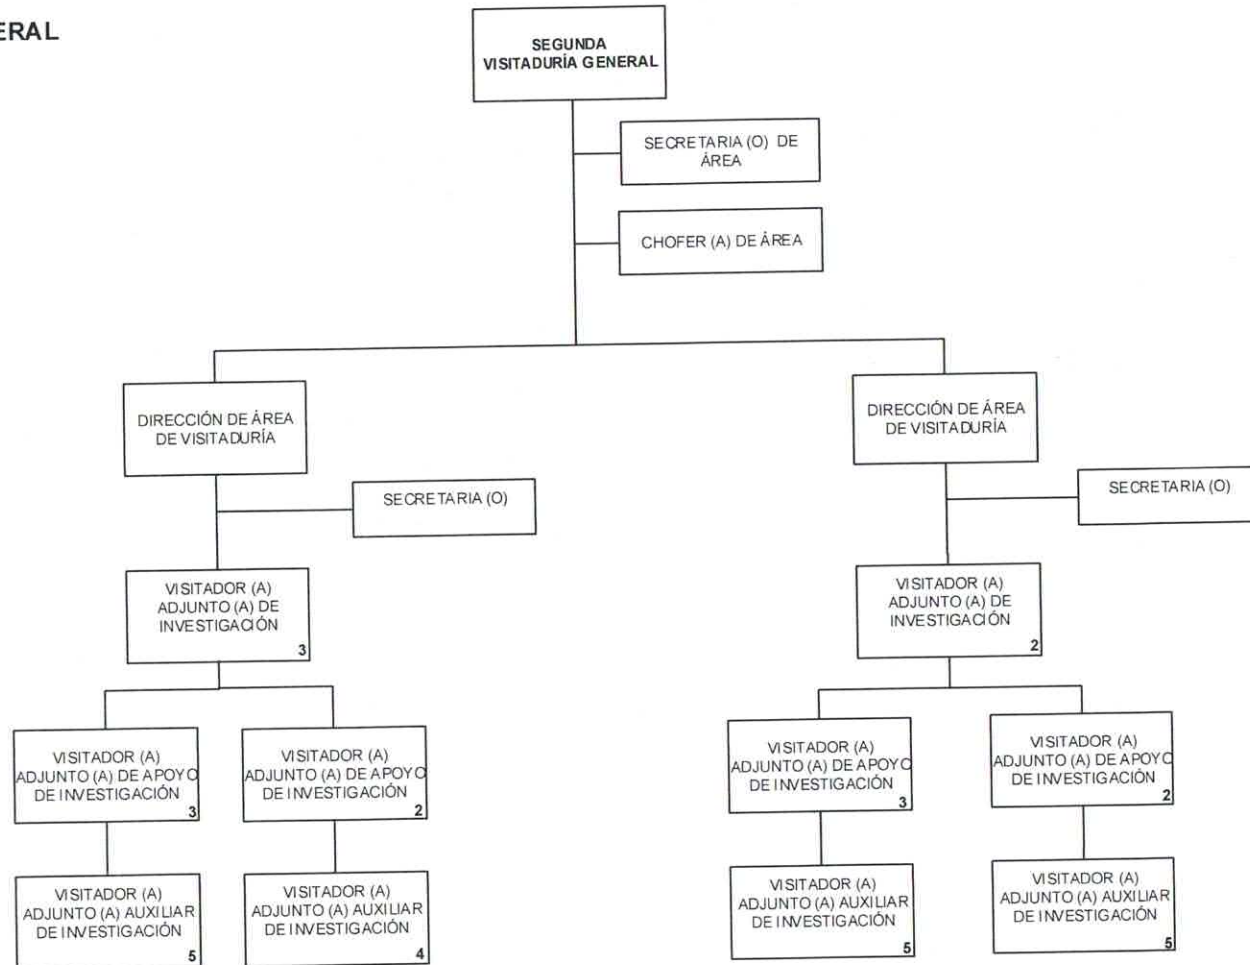 ERAL
SEGUNDA
VISITADURÍA GENERAL
SECRETARIA (O) DE
ÁREA
CHOFER (A) DE ÁREA
DIRECCIÓN DE ÁREA
DE VISITADURÍA
DIRECCIÓN DE ÁREA
DE VISITADURÍA
SECRETARIA (O)
SECRETARIA (O)
VISITADOR (A)
ADJUNTO (A) DE
INVESTIGACIÓN
3
VISITADOR (A)
ADJUNTO (A) DE
INVESTIGACIÓN
2
VISITADOR (A)
ADJUNTO (A) DE APOYO
DE INVESTIGACIÓN
3
VISITADOR (A)
ADJUNTO (A) DE APOYO
DE INVESTIGACIÓN
2
VISITADOR (A)
ADJUNTO (A) DE APOYO
DE INVESTIGACIÓN
3
VISITADOR (A)
ADJUNTO (A) DE APOYO
DE INVESTIGACIÓN
2
VISITADOR (A)
ADJUNTO (A) AUXILIAR
DE INVESTIGACIÓN
5
VISITADOR (A)
ADJUNTO (A) AUXILIAR
DE INVESTIGACIÓN
4
VISITADOR (A)
ADJUNTO (A) AUXILIAR
DE INVESTIGACIÓN
5
VISITADOR (A)
ADJUNTO (A) AUXILIAR
DE INVESTIGACIÓN
5